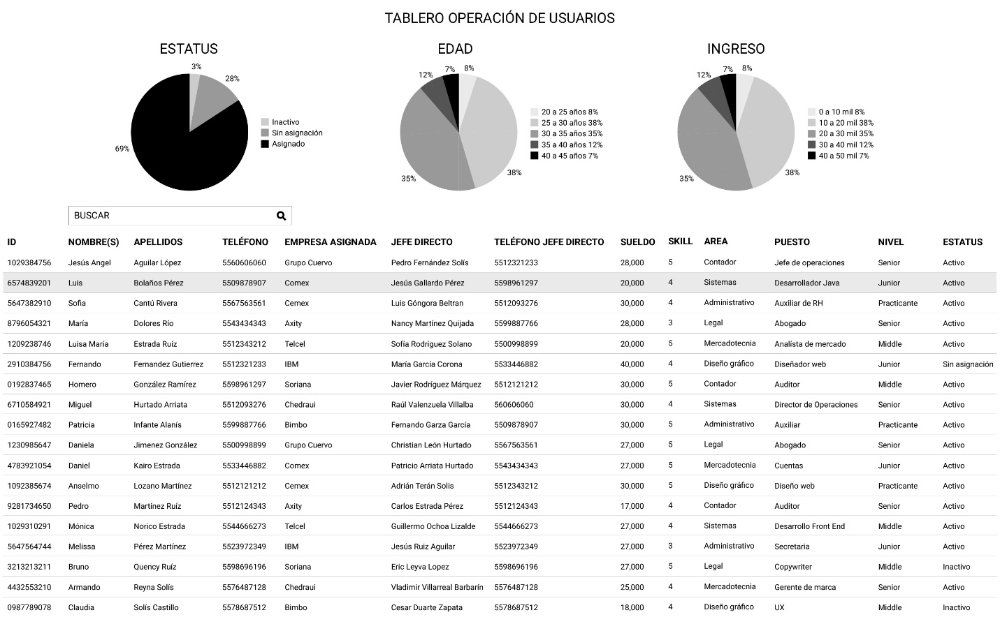 TABLERO OPERACIÓN DE USUARIOS
ESTATUS
3%
28%
69%
Inactivo
Sin asignación
Asignado
EDAD
7%
8%
12%
35%
38%
20 a 25 años 8%
25 a 30 años 38%
30 a 35 años 35%
35 a 40 años 12%
40 a 45 años 7%
INGRESO
7%
8%
12%
35%
38%
0 a 10 mil 8%
10 a 20 mil 38%
20 a 30 mil 35%
30 a 40 mil 12%
40 a 50 mil 7%
BUSCAR
ID NOMBRE(S) APELLIDOS TELÉFONO EMPRESA ASIGNADA JEFE DIRECTO TELÉFONO JEFE DIRECTO SUELDO SKILL AREA PUESTO NIVEL ESTATUS
1029384756 Jesús Angel Aguilar López 5560606060 Grupo Cuervo Pedro Fernández Solís 5512321233 28,000 5 Contador Jefe de operaciones Senior Activo
6574839201 Luis Bolaños Pérez 5509878907 Comex Jesús Gallardo Pérez 5598961297 20,000 4 Sistemas Desarrollador Java Junior Activo
5647382910 Sofia Cantú Rivera 5567563561 Cemex Luis Góngora Beltran 5512093276 30,000 4 Administrativo Auxiliar de RH Practicante Activo
8796054321 María Dolores Río 5543434343 Axity Nancy Martínez Quijada 5599887766 28,000 3 Legal Abogado Senior Activo
1209238746 Luisa María Estrada Ruíz 5512343212 Telcel Sofía Rodríguez Solano 5500998899 20,000 5 Mercadotecnia Analísta de mercado Middle Activo
2910384756 Fernando Fernandez Gutierrez 5512321233 IBM María García Corona 5533446882 40,000 4 Diseño gráfico Diseñador web Junior Sin asignación
0192837465 Homero González Ramírez 5598961297 Soriana Javier Rodríguez Márquez 5512121212 30,000 5 Contador Auditor Middle Activo
6710584921 Miguel Hurtado Arriata 5512093276 Chedraui Raúl Valenzuela Villalba 560606060 30,000 4 Sistemas Director de Operaciones Senior Activo
0165927482 Patricia Infante Alanís 5599887766 Bimbo Fernando Garza García 5509878907 30,000 5 Administrativo Auxiliar Practicante Activo
1230985647 Daniela Jimenez González 5500998899 Grupo Cuervo Christian León Hurtado 5567563561 27,000 5 Legal Abogado Senior Activo
4783921054 Daniel Kairo Estrada 5533446882 Comex Patricio Arriata Hurtado 5543434343 27,000 5 Mercadotecnia Cuentas Junior Activo
1092385674 Anselmo Lozano Martínez 5512121212 Cemex Adrián Terán Solis 5512343212 30,000 5 Diseño gráfico Diseño web Practicante Activo
9281734650 Pedro Martínez Ruíz 5512124343 Axity Carlos Estrada Pérez 5512124343 17,000 4 Contador Auditor Senior Activo
1029310291 Mónica Norico Estrada 5544666273 Telcel Guillermo Ochoa Lizalde 5544666273 27,000 4 Sistemas Desarrollo Front End Middle Activo
5647564744 Melissa Pérez Martínez 5523972349 IBM Jesús Ruiz Aguilar 5523972349 27,000 3 Administrativo Secretaria Junior Activo
3213213211 Bruno Quency Ruíz 5598696196 Soriana Eric Leyva Lopez 5598696196 27,000 5 Legal Copywriter Middle Inactivo
4432553210 Armando Reyna Solís 5576487128 Chedraui Vladimir Villarreal Barbarín 5576487128 25,000 4 Mercadotecnia Gerente de marca Senior Activo
0987789078 Claudia Solís Castillo 5578687512 Bimbo Cesar Duarte Zapata 5578687512 18,000 4 Diseño gráfico UX Middle Inactivo